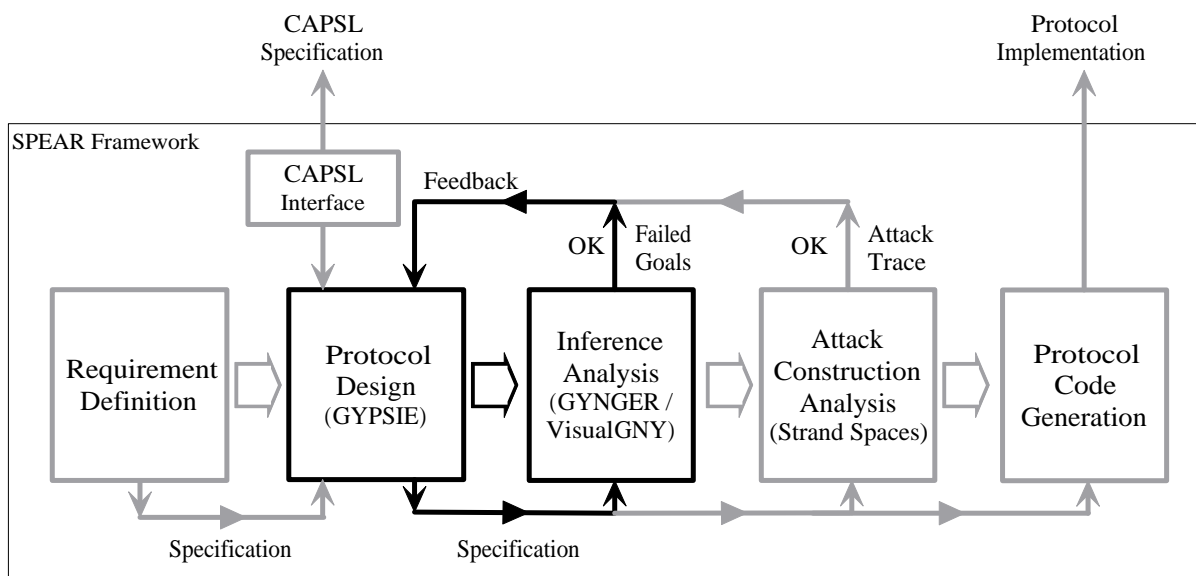 CAPSL
Specification
Protocol
Implementation
SPEAR Framework
CAPSL
Interface
Feedback
OK
Failed
Goals
OK
Attack
Trace
Requirement
Definition
Protocol
Design
(GYPSIE)
Inference
Analysis
(GYNGER /
VisualGNY)
Attack
Construction
Analysis
(Strand Spaces)
Protocol
Code
Generation
Specification
Specification